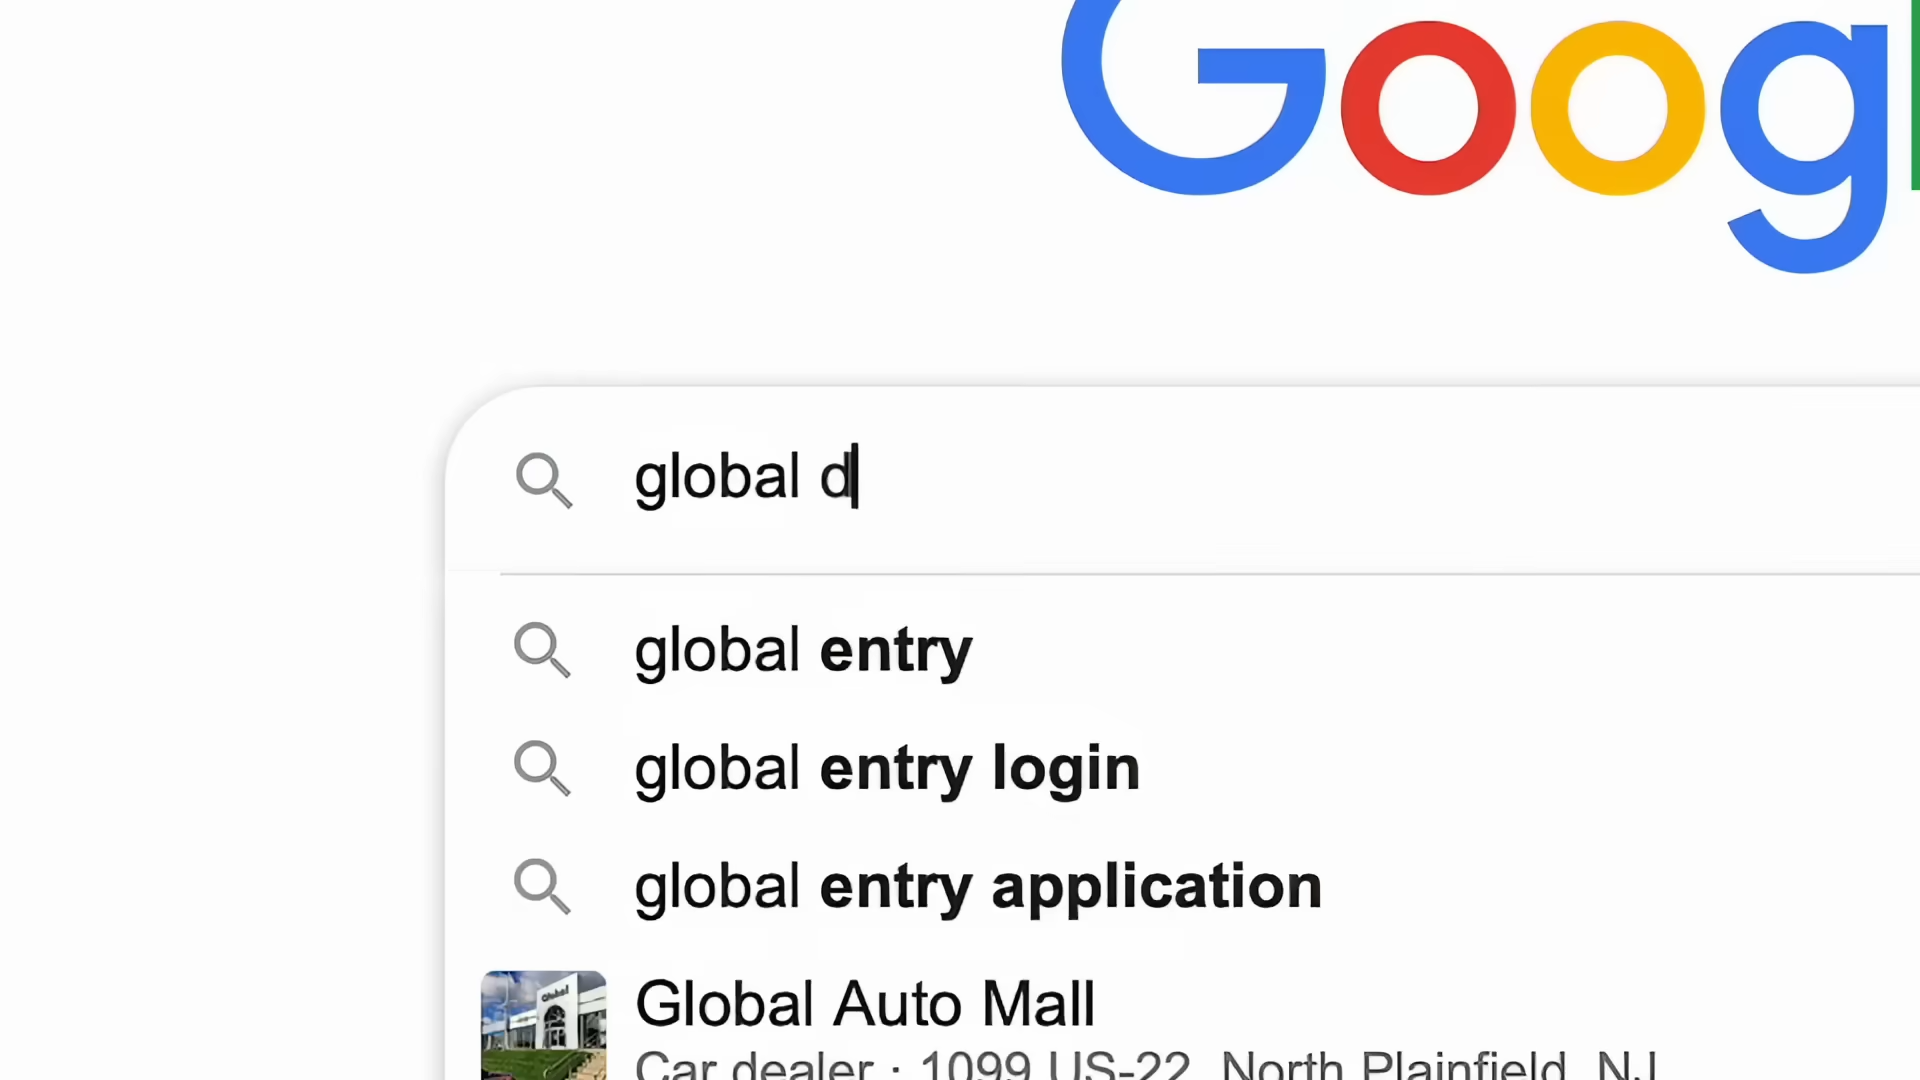 Googl
global d
global entry
global entry login
global entry application
Global Auto Mall
Car dealer · 1099 US-22, North Plainfield, NJ